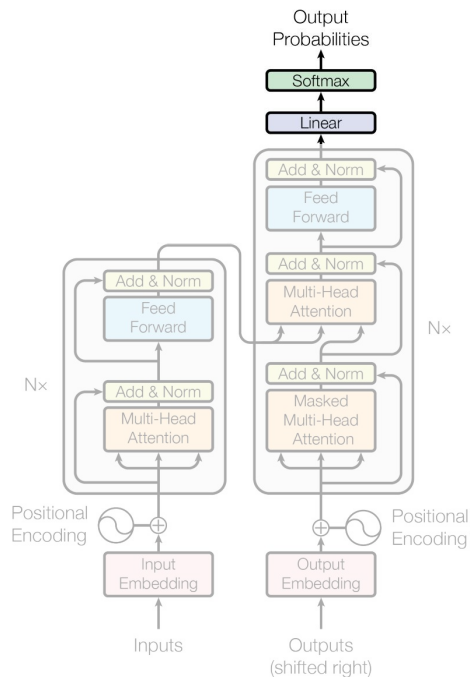 Output
Probabilities
Softmax
Linear
Add & Norm
Feed
Forward
Add & Norm
Multi-Head
Attention
Nx
Add & Norm
Masked
Multi-Head
Attention
Add & Norm
Feed
Forward
Nx
Add & Norm
Multi-Head
Attention
Positional
Encoding
Positional
Encoding
Input
Embedding
Output
Embedding
Inputs
Outputs
(shifted right)